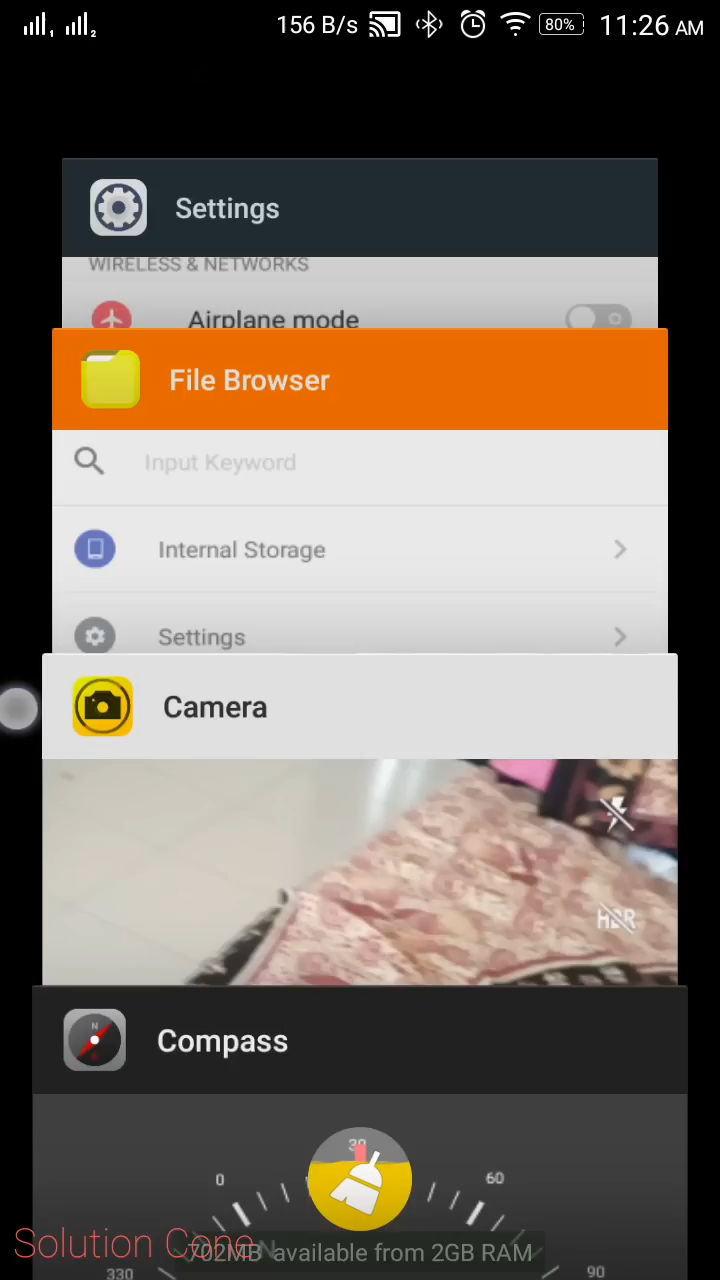 156 B/s 80% 11:26 AM
Settings
WIRELESS & NETWORKS
Airplane mode
File Browser
Input Keyword
Internal Storage
Settings
Camera
HDR
N
Compass
30
0 60
Solution Cone
N
702MB available from 2GB RAM
330 90